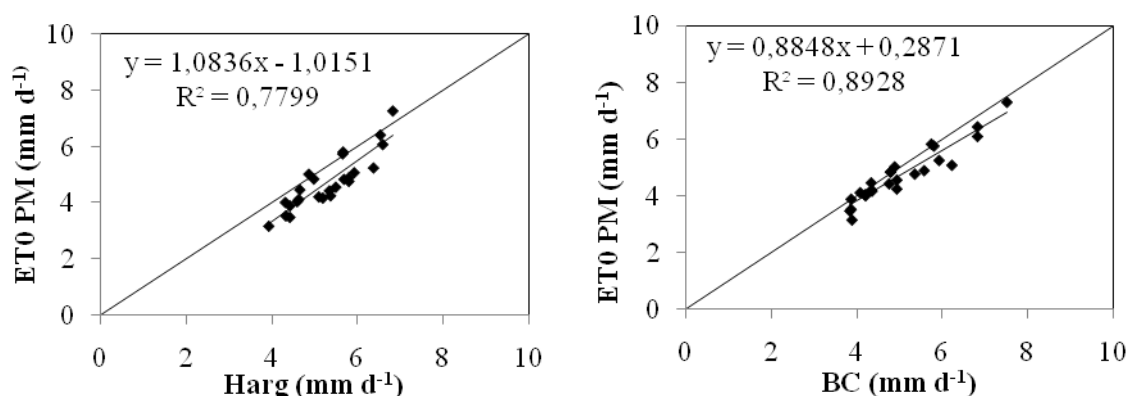 10
8
6
4
2
0
ET0 PM (mm d⁻¹)
y = 1,0836x - 1,0151
R² = 0,7799
0 2 4 6 8 10
Harg (mm d⁻¹)
10
8
6
4
2
0
ET0 PM (mm d⁻¹)
y = 0,8848x + 0,2871
R² = 0,8928
0 2 4 6 8 10
BC (mm d⁻¹)